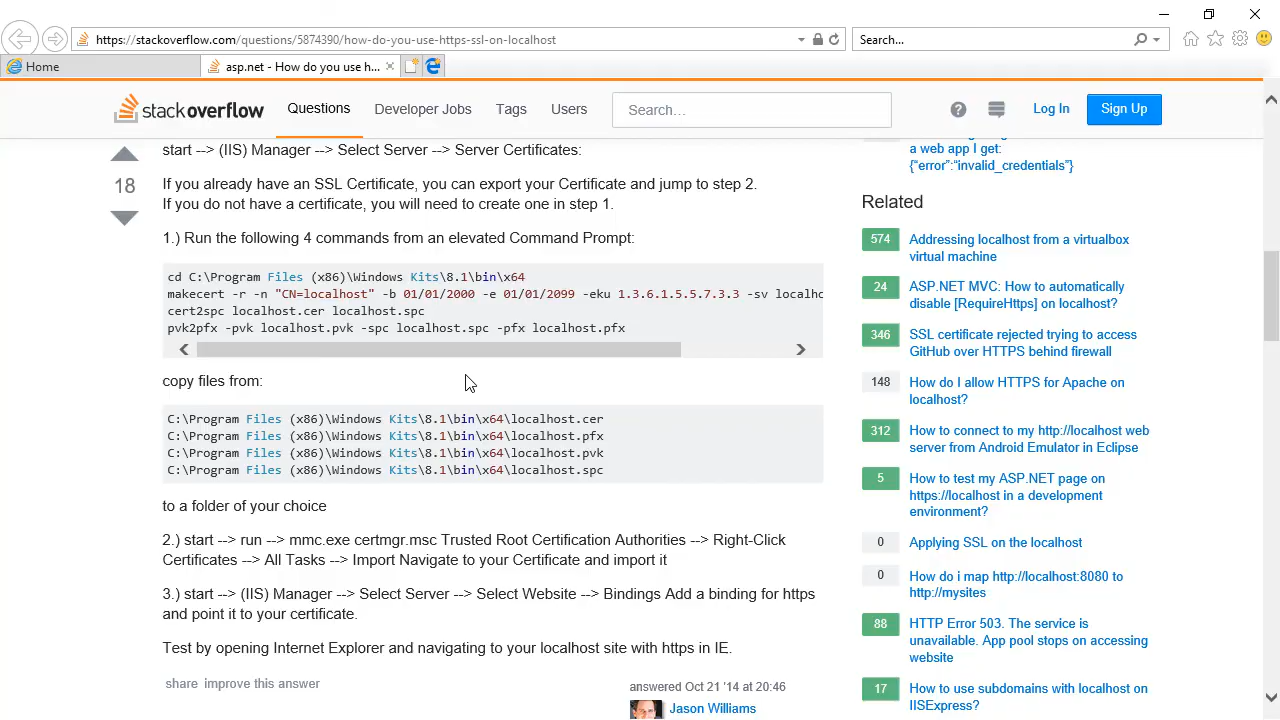 https://stackoverflow.com/questions/5874390/how-do-you-use-https-ssl-on-localhost
Search...
Home
asp.net - How do you use h...
stackoverflow
Questions
Developer Jobs
Tags
Users
Search…
Log In
Sign Up
18
start --> (IIS) Manager --> Select Server --> Server Certificates:
If you already have an SSL Certificate, you can export your Certificate and jump to step 2.
If you do not have a certificate, you will need to create one in step 1.
1.) Run the following 4 commands from an elevated Command Prompt:
cd C:\Program Files (x86)\Windows Kits\8.1\bin\x64
makecert -r -n "CN=localhost" -b 01/01/2000 -e 01/01/2099 -eku 1.3.6.1.5.5.7.3.3 -sv localho
cert2spc localhost.cer localhost.spc
pvk2pfx -pvk localhost.pvk -spc localhost.spc -pfx localhost.pfx
copy files from:
C:\Program Files (x86)\Windows Kits\8.1\bin\x64\localhost.cer
C:\Program Files (x86)\Windows Kits\8.1\bin\x64\localhost.pfx
C:\Program Files (x86)\Windows Kits\8.1\bin\x64\localhost.pvk
C:\Program Files (x86)\Windows Kits\8.1\bin\x64\localhost.spc
to a folder of your choice
2.) start --> run --> mmc.exe certmgr.msc Trusted Root Certification Authorities --> Right-Click
Certificates --> All Tasks --> Import Navigate to your Certificate and import it
3.) start --> (IIS) Manager --> Select Server --> Select Website --> Bindings Add a binding for https
and point it to your certificate.
Test by opening Internet Explorer and navigating to your localhost site with https in IE.
share improve this answer
answered Oct 21 '14 at 20:46
Jason Williams
a web app I get:
{“error”:“invalid_credentials”}
Related
574 Addressing localhost from a virtualbox
virtual machine
24 ASP.NET MVC: How to automatically
disable [RequireHttps] on localhost?
346 SSL certificate rejected trying to access
GitHub over HTTPS behind firewall
148 How do I allow HTTPS for Apache on
localhost?
312 How to connect to my http://localhost web
server from Android Emulator in Eclipse
5 How to test my ASP.NET page on
https://localhost in a development
environment?
0 Applying SSL on the localhost
0 How do i map http://localhost:8080 to
http://mysites
88 HTTP Error 503. The service is
unavailable. App pool stops on accessing
website
17 How to use subdomains with localhost on
IISExpress?